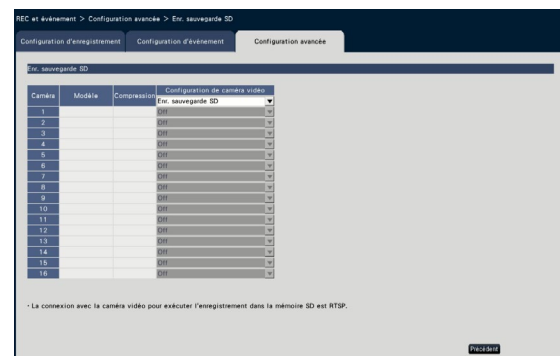 REC et événement > Configuration avancée > Enr. sauvegarde SD
Configuration d'enregistrement Configuration d'évènement Configuration avancée
Enr. sauvegarde SD
Caméra Modèle Compression Configuration de caméra vidéo
Enr. sauvegarde SD
1 Off
2 Off
3 Off
4 Off
5 Off
6 Off
7 Off
8 Off
9 Off
10 Off
11 Off
12 Off
13 Off
14 Off
15 Off
16 Off
• La connexion avec la caméra vidéo pour exécuter l'enregistrement dans la mémoire SD est RTSP.
Précédent